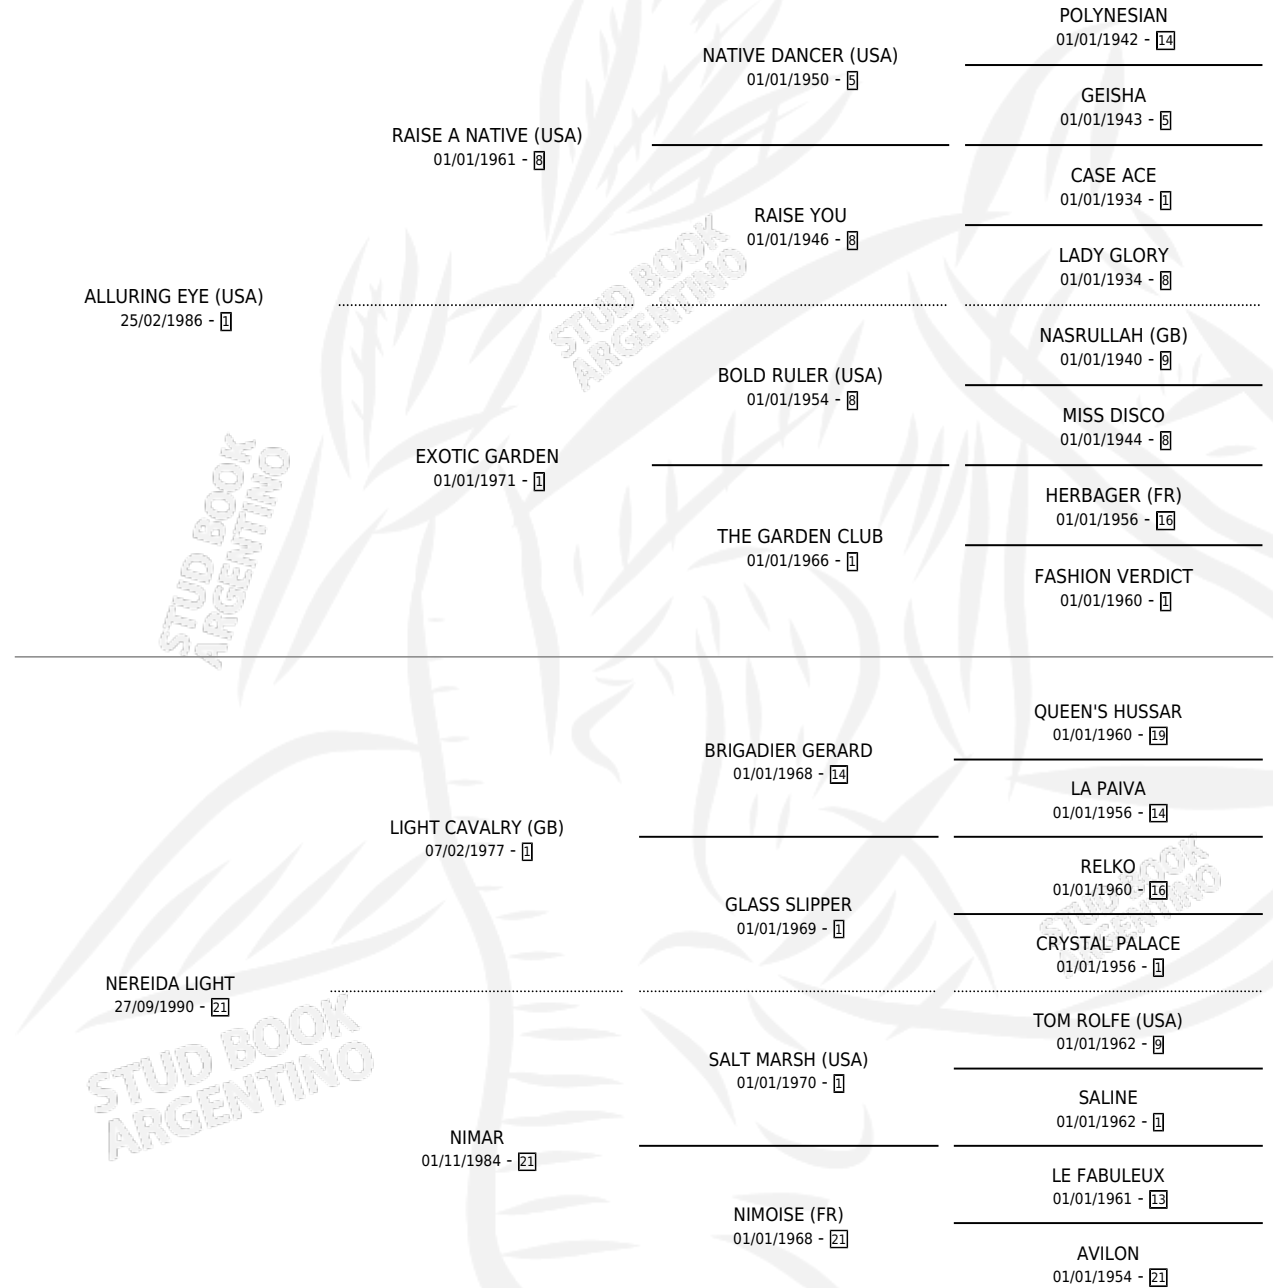 POLYNESIAN
01/01/1942 - 14
NATIVE DANCER (USA)
01/01/1950 - 5
GEISHA
01/01/1943 - 5
RAISE A NATIVE (USA)
01/01/1961 - 8
CASE ACE
01/01/1934 - 1
RAISE YOU
01/01/1946 - 8
LADY GLORY
01/01/1934 - 8
ALLURING EYE (USA)
25/02/1986 - 1
STUD BOOK
ARGENTINO
NASRULLAH (GB)
01/01/1940 - 9
BOLD RULER (USA)
01/01/1954 - 8
MISS DISCO
01/01/1944 - 8
EXOTIC GARDEN
01/01/1971 - 1
HERBAGER (FR)
01/01/1956 - 16
THE GARDEN CLUB
01/01/1966 - 1
FASHION VERDICT
01/01/1960 - 1
STUD BOOK
ARGENTINO
QUEEN'S HUSSAR
01/01/1960 - 19
BRIGADIER GERARD
01/01/1968 - 14
LA PAIVA
01/01/1956 - 14
LIGHT CAVALRY (GB)
07/02/1977 - 1
RELKO
01/01/1960 - 16
GLASS SLIPPER
01/01/1969 - 1
STUD BOOK
ARGENTINO
CRYSTAL PALACE
01/01/1956 - 1
NEREIDA LIGHT
27/09/1990 - 21
TOM ROLFE (USA)
01/01/1962 - 9
SALT MARSH (USA)
01/01/1970 - 1
STUD BOOK
ARGENTINO
SALINE
01/01/1962 - 1
NIMAR
01/11/1984 - 21
LE FABULEUX
01/01/1961 - 13
NIMOISE (FR)
01/01/1968 - 21
AVILON
01/01/1954 - 21